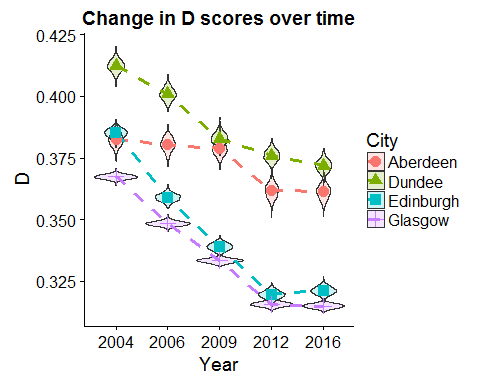 Change in D scores over time
0.425
0.400
0.375
0.350
0.325
D
2004 2006 2009 2012 2016
Year
City
Aberdeen
Dundee
Edinburgh
Glasgow